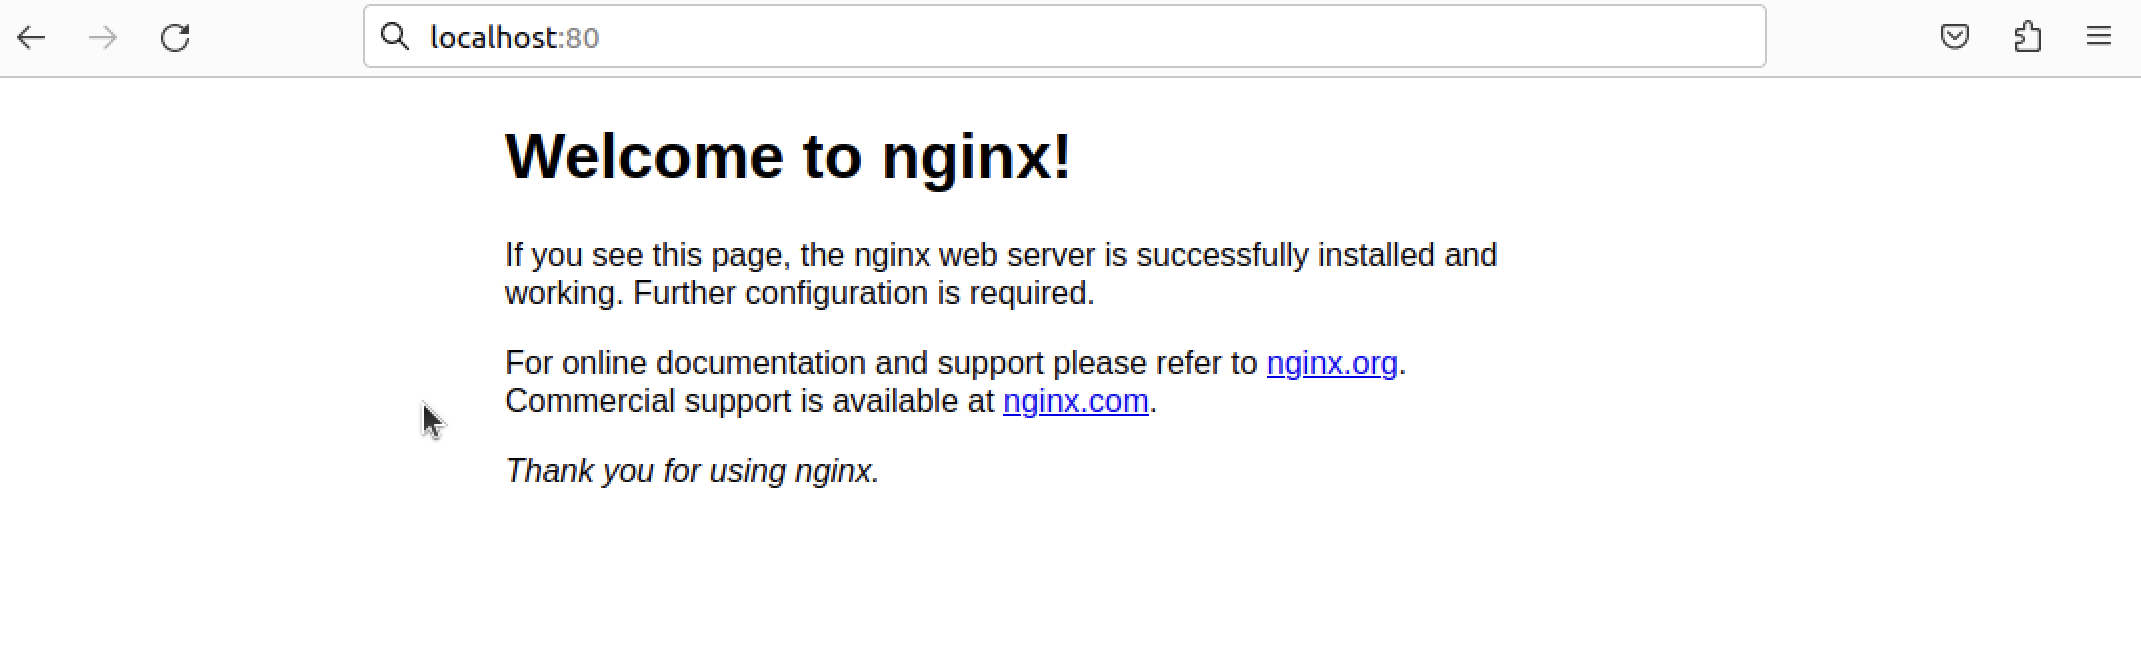 localhost:80
Welcome to nginx!
If you see this page, the nginx web server is successfully installed and
working. Further configuration is required.
For online documentation and support please refer to nginx.org.
Commercial support is available at nginx.com.
Thank you for using nginx.